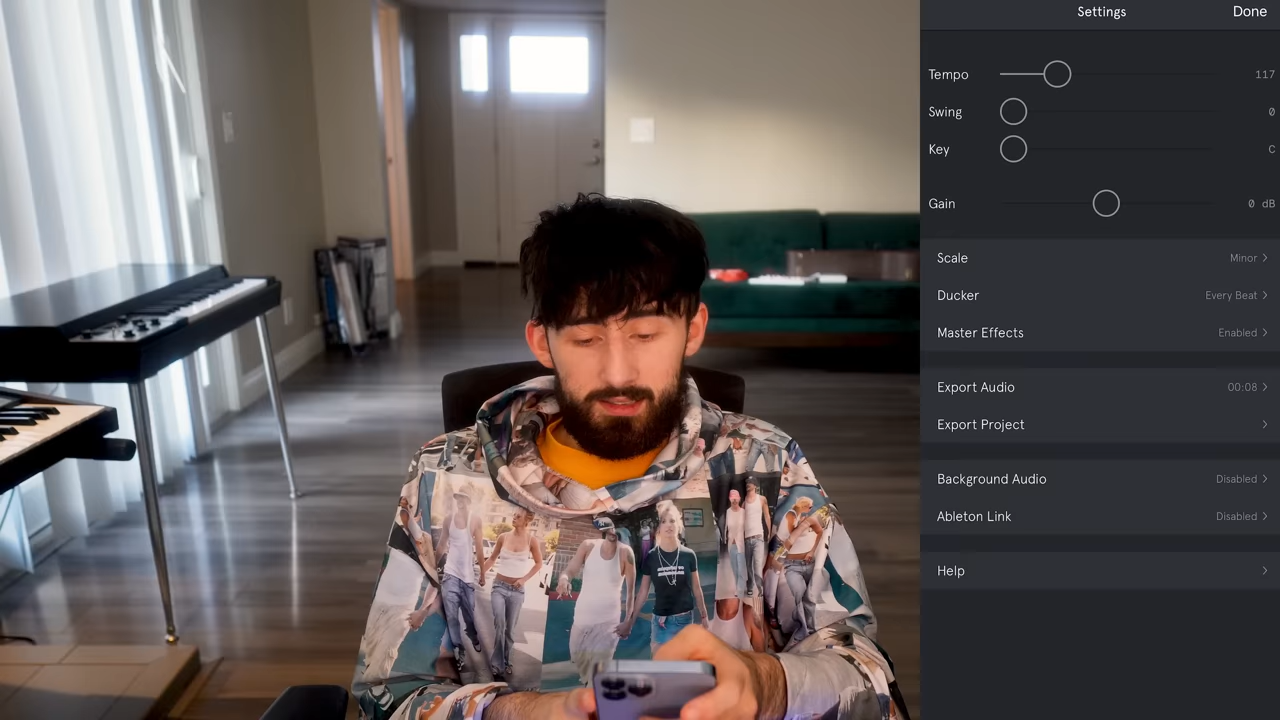 Settings
Done
Tempo 117
Swing 0
Key C
Gain 0 dB
Scale Minor
Ducker Every Beat
Master Effects Enabled
Export Audio 00:08
Export Project
Background Audio Disabled
Ableton Link Disabled
Help